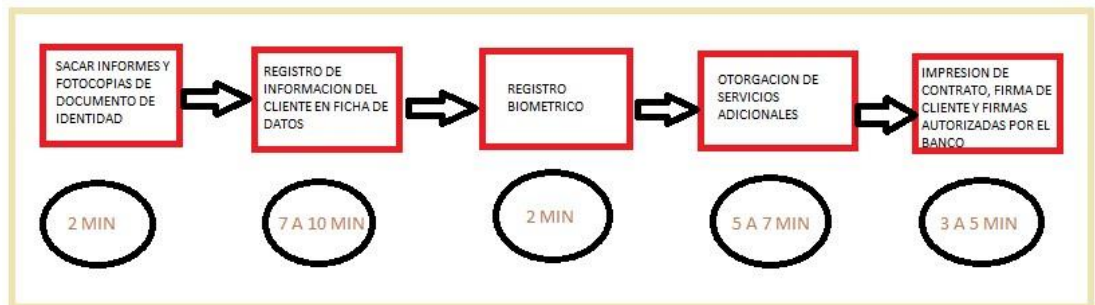 SACAR INFORMES Y
FOTOCOPIAS DE
DOCUMENTO DE
IDENTIDAD
REGISTRO DE
INFORMACION DEL
CLIENTE EN FICHA DE
DATOS
REGISTRO
BIOMETRICO
OTORGACION DE
SERVICIOS
ADICIONALES
IMPRESION DE
CONTRATO, FIRMA DE
CLIENTE Y FIRMAS
AUTORIZADAS POR EL
BANCO
2 MIN
7 A 10 MIN
2 MIN
5 A 7 MIN
3 A 5 MIN